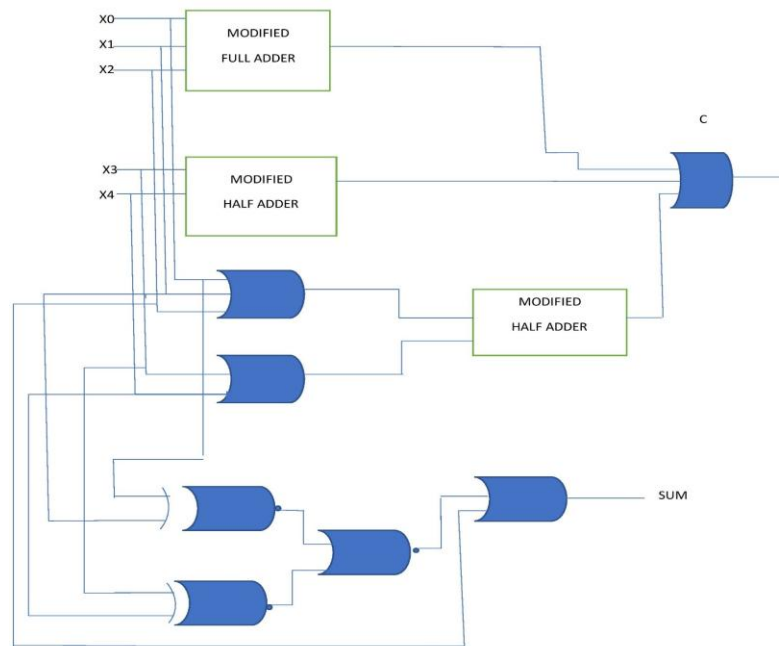 X0
X1
X2
MODIFIED
FULL ADDER
C
X3
X4
MODIFIED
HALF ADDER
MODIFIED
HALF ADDER
SUM